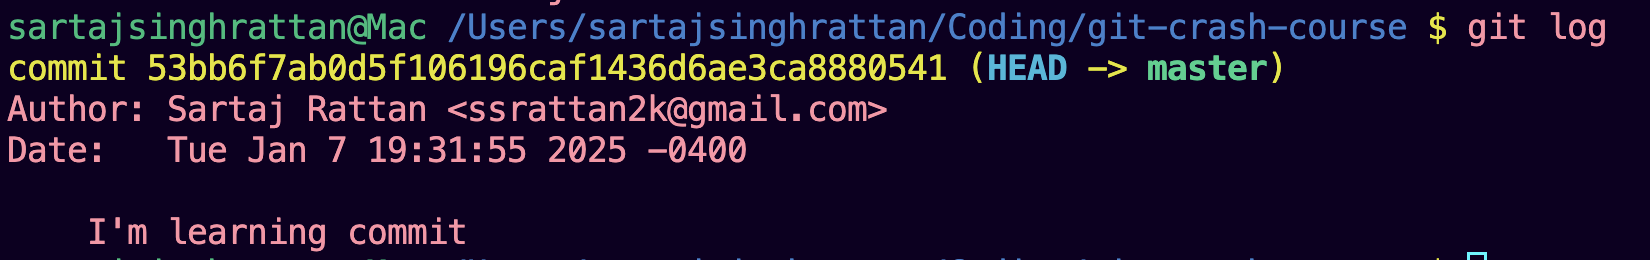 sartajsinghrattan@Mac /Users/sartajsinghrattan/Coding/git-crash-course $ git log
commit 53bb6f7ab0d5f106196caf1436d6ae3ca8880541 (HEAD -> master)
Author: Sartaj Rattan <ssrattan2k@gmail.com>
Date:   Tue Jan 7 19:31:55 2025 -0400

    I'm learning commit